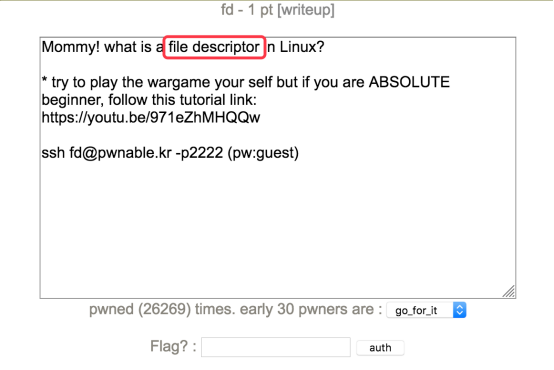 fd - 1 pt [writeup]
Mommy! what is a file descriptor in Linux?
* try to play the wargame your self but if you are ABSOLUTE
beginner, follow this tutorial link:
https://youtu.be/971eZhMHQQw
ssh fd@pwnable.kr -p2222 (pw:guest)
pwned (26269) times. early 30 pwners are : go_for_it
Flag? : auth